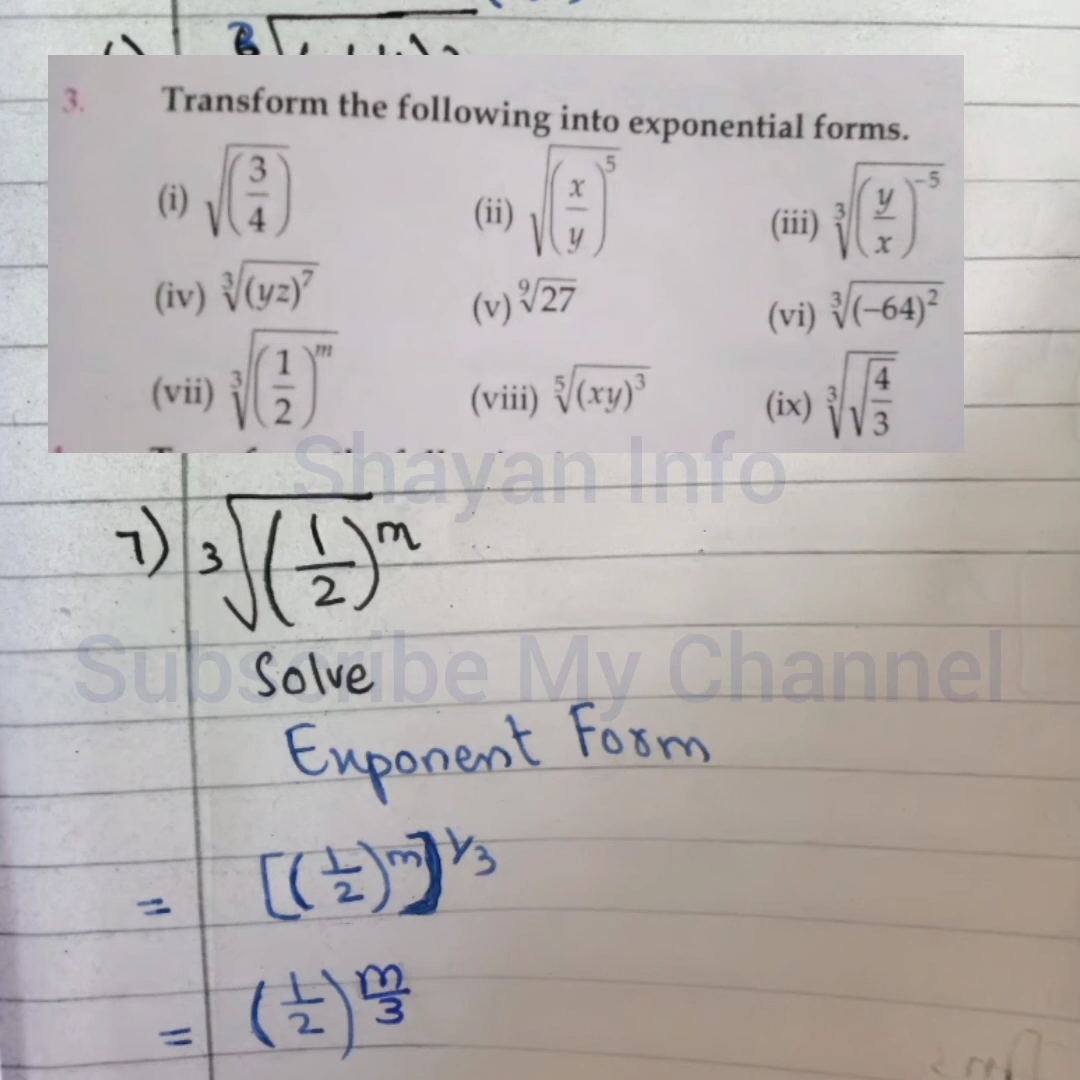 3. Transform the following into exponential forms.
(i) √(3/4) (ii) √(x/y)^5 (iii) ∛(y/x)^-5
(iv) ∛(yz)^7 (v) ⁹√27 (vi) ∛(-64)^2
(vii) ∛(1/2)^m (viii) ⁵√(xy)^3 (ix) ∛√4/3
Shayan Info
7) ∛(1/2)^m
Subscribe My Channel
Solve
Exponent Form
= [(1/2)^m]^1/3
= (1/2)^m/3